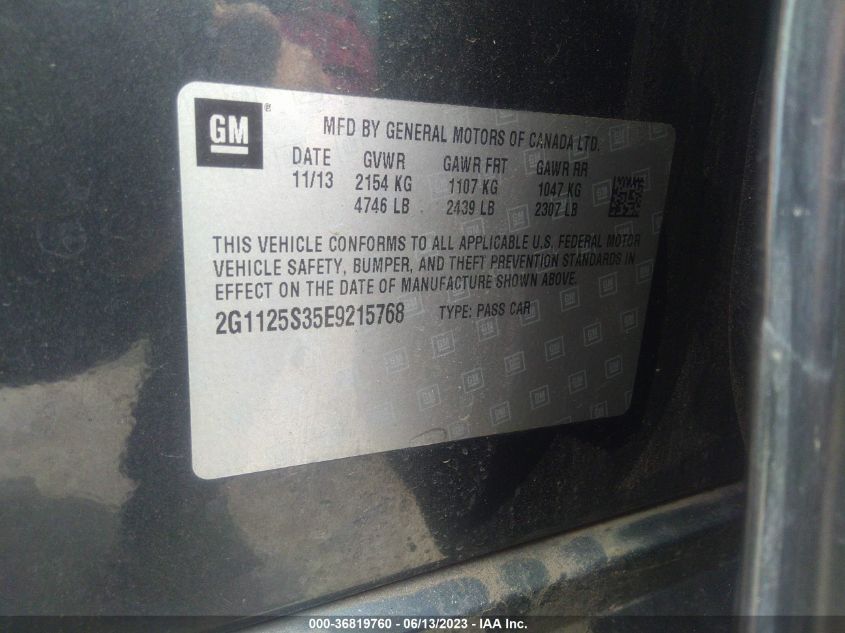 GM ®
MFD BY GENERAL MOTORS OF CANADA LTD.
DATE GVWR GAWR FRT GAWR RR
11/13 2154 KG 1107 KG 1047 KG
4746 LB 2439 LB 2307 LB
THIS VEHICLE CONFORMS TO ALL APPLICABLE U.S. FEDERAL MOTOR
VEHICLE SAFETY, BUMPER, AND THEFT PREVENTION STANDARDS IN
EFFECT ON THE DATE OF MANUFACTURE SHOWN ABOVE.
2G1125S35E9215768 TYPE: PASS CAR
000-36819760 - 06/13/2023 - IAA Inc.